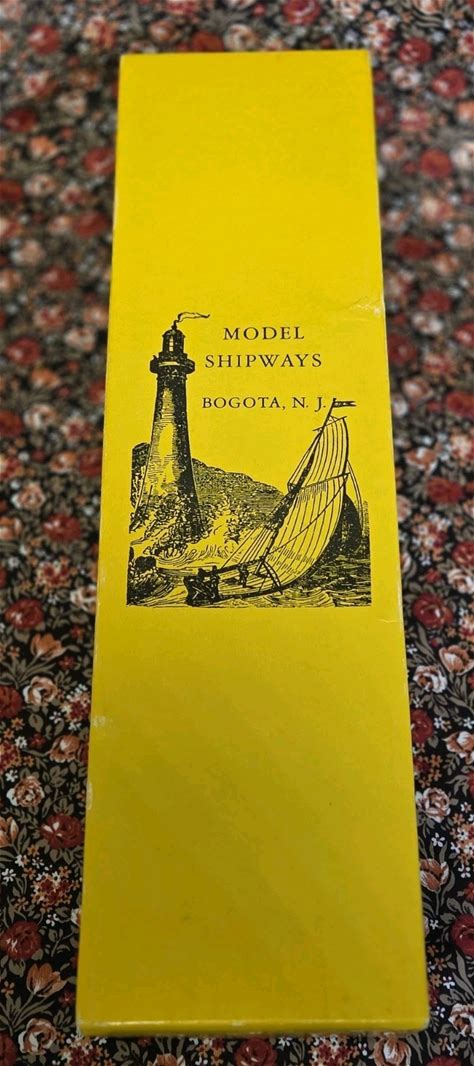 MODEL
SHIPWAYS
BOGOTA, N. J.